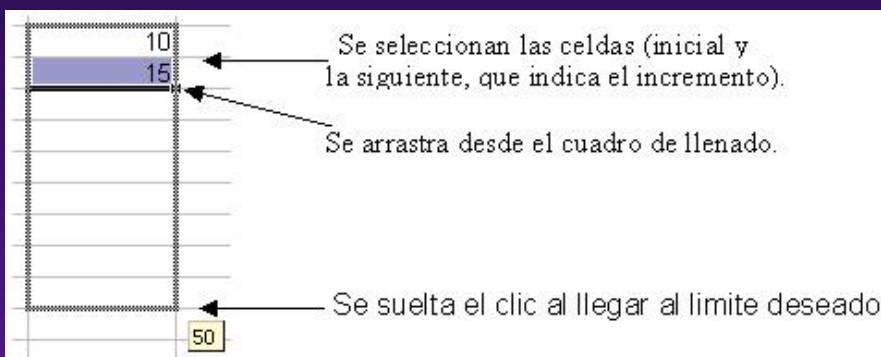 10
Se seleccionan las celdas (inicial y
15
la siguiente, que indica el incremento).
Se arrastra desde el cuadro de llenado.
Se suelta el clic al llegar al limite deseado
50